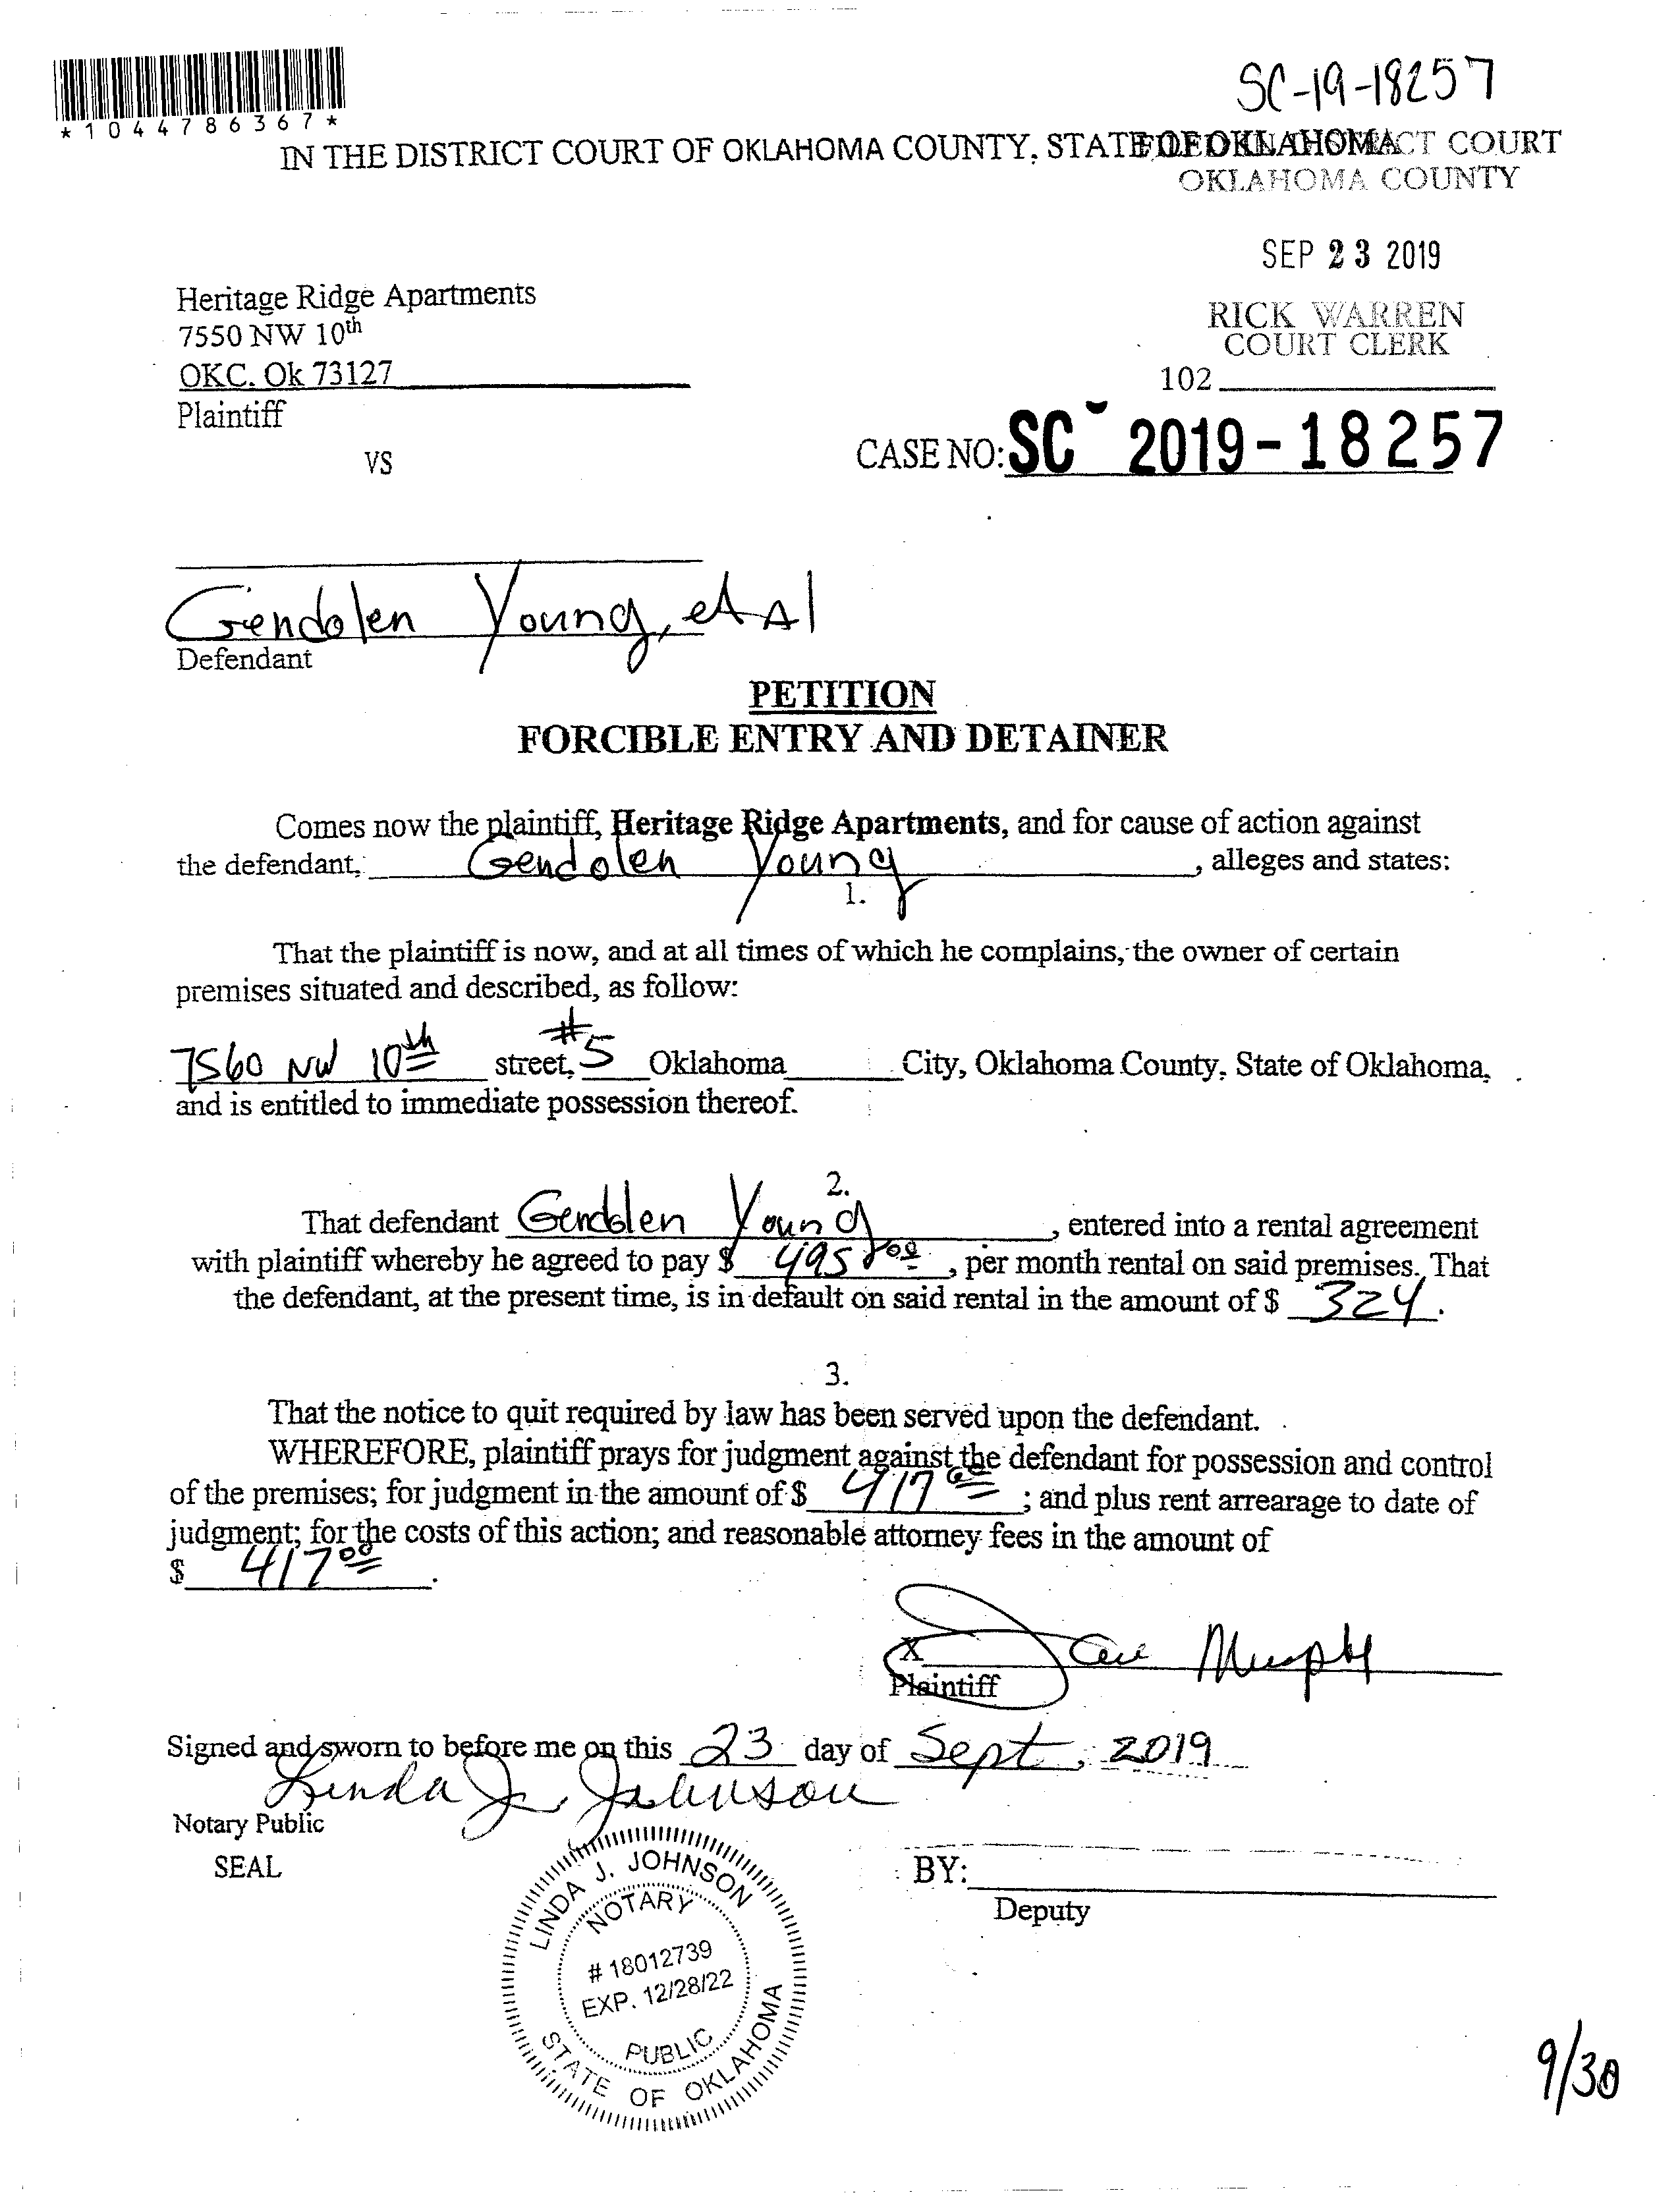 SC-19-18257
*1044786367*
IN THE DISTRICT COURT OF OKLAHOMA COUNTY, STATE OF OKLAHOMA
COURT
OKLAHOMA COUNTY
SEP 23 2019
Heritage Ridge Apartments
RICK WARREN
7550 NW 10th
COURT CLERK
OKC. Ok 73127
102
Plaintiff
VS
CASE NO: SC 2019-18257
Gendolen Young, et Al
Defendant
PETITION
FORCIBLE ENTRY AND DETAINER
Comes now the plaintiff, Heritage Ridge Apartments, and for cause of action against
the defendant, Gendolen Young, alleges and states:
1.
That the plaintiff is now, and at all times of which he complains, the owner of certain
premises situated and described, as follow:
7560 NW 10th street, #5 Oklahoma City, Oklahoma County, State of Oklahoma,
and is entitled to immediate possession thereof.
2.
That defendant Gendolen Young, entered into a rental agreement
with plaintiff whereby he agreed to pay $ 495 00, per month rental on said premises. That
the defendant, at the present time, is in default on said rental in the amount of $ 324.
3.
That the notice to quit required by law has been served upon the defendant.
WHEREFORE, plaintiff prays for judgment against the defendant for possession and control
of the premises; for judgment in the amount of $ 417 00; and plus rent arrearage to date of
judgment; for the costs of this action; and reasonable attorney fees in the amount of
$ 417 00.
X Murphy
Plaintiff
Signed and sworn to before me on this 23 day of Sept, 2019
Linda J. Johnson
Notary Public
SEAL
BY:
Deputy
LINDA J. JOHNSON
NOTARY
# 18012739
EXP. 12/28/22
PUBLIC
STATE OF OKLAHOMA
9/30